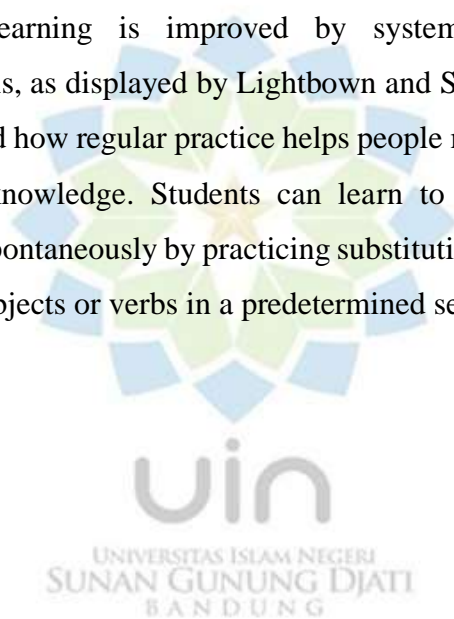 earning is improved by system
s, as displayed by Lightbown and S
how regular practice helps people
knowledge. Students can learn to
pontaneously by practicing substituti
bjects or verbs in a predetermined se
uin
UNIVERSITAS ISLAM NEGERI
SUNAN GUNUNG DJATI
BANDUNG